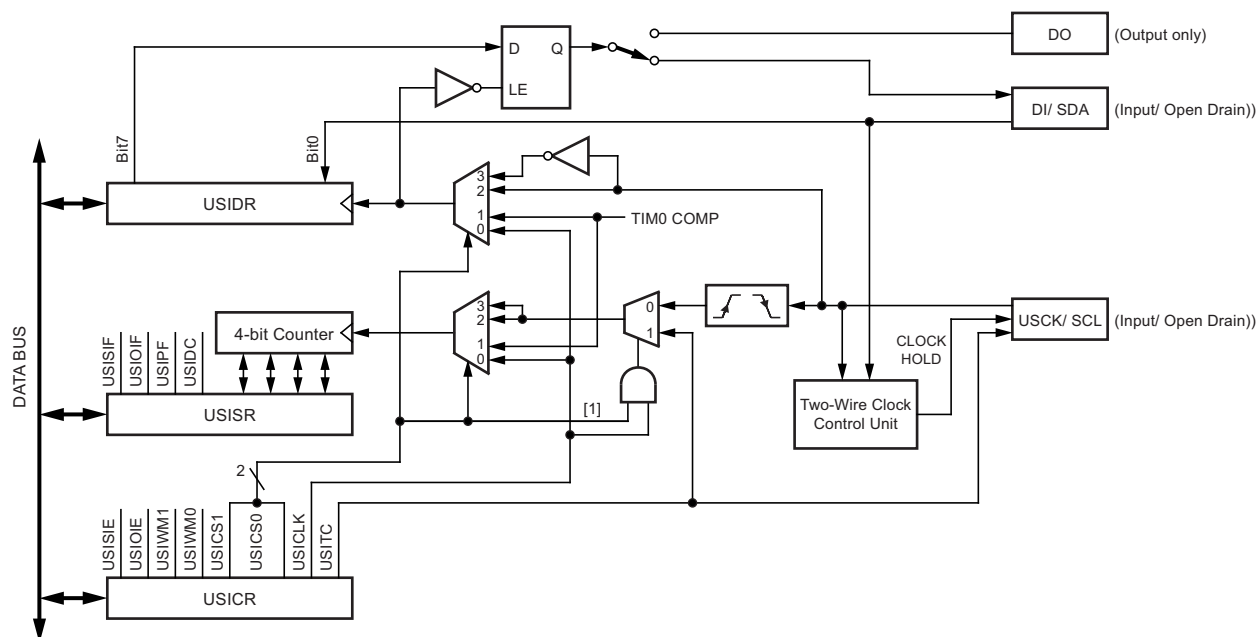 DO
(Output only)
D
Q
LE
DI/ SDA
(Input/ Open Drain))
Bit7
Bit0
3
2
1
0
TIM0 COMP
USIDR
DATA BUS
4-bit Counter
3
2
1
0
0
1
USCK/ SCL
(Input/ Open Drain))
CLOCK
HOLD
USISIF
USIOIF
USIPF
USIDC
USISR
[1]
Two-Wire Clock
Control Unit
2
USISIE
USIOIE
USIWM1
USIWM0
USICS1
USICS0
USICLK
USITC
USICR